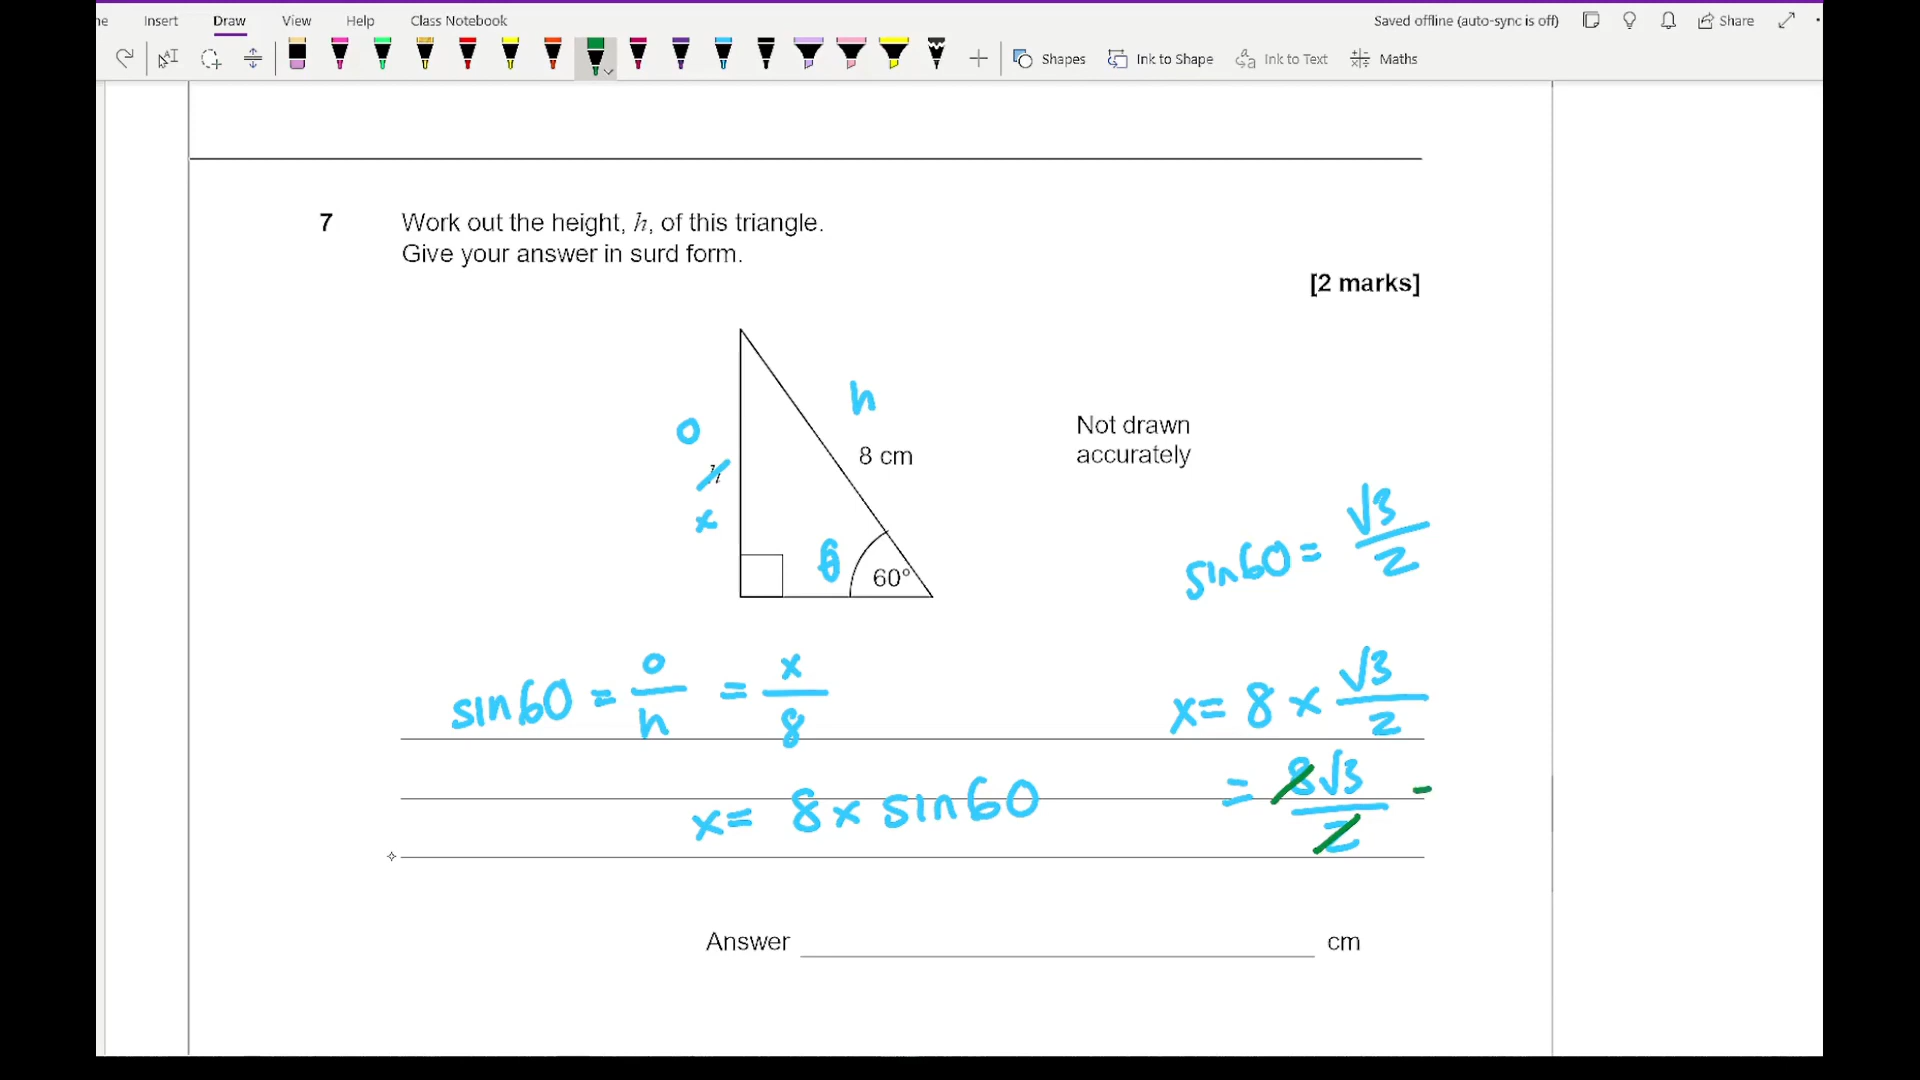 Insert Draw View Help Class Notebook Saved offline (auto-sync is off) Share
Shapes Ink to Shape Ink to Text Maths
7 Work out the height, h, of this triangle.
Give your answer in surd form.
[2 marks]
h
o
8 cm
Not drawn
accurately
h
x
θ
60°
sin60 = √3/2
sin60 = o/h = x/8
x = 8 × √3/2
x = 8 × sin60
= 8√3/2 -
Answer cm